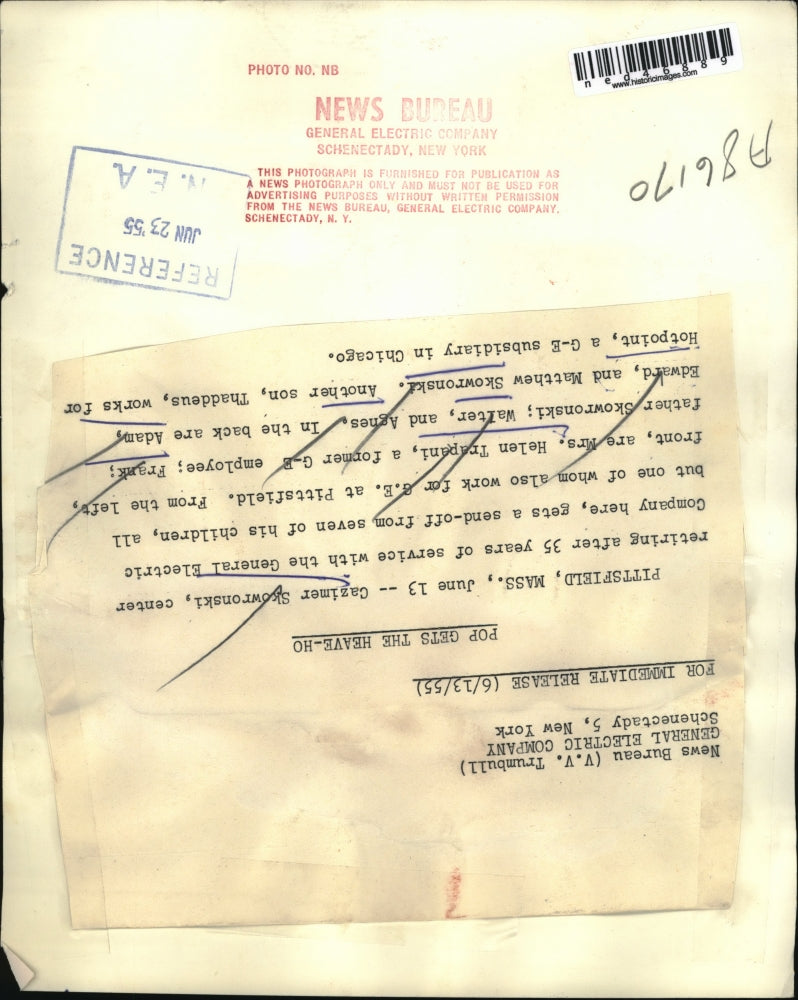 PHOTO NO. NB
NEWS BUREAU
GENERAL ELECTRIC COMPANY
SCHENECTADY, NEW YORK
THIS PHOTOGRAPH IS FURNISHED FOR PUBLICATION AS
A NEWS PHOTOGRAPH ONLY AND MUST NOT BE USED FOR
ADVERTISING PURPOSES WITHOUT WRITTEN PERMISSION
FROM THE NEWS BUREAU, GENERAL ELECTRIC COMPANY.
SCHENECTADY, N. Y.
ned46889
www.historicimages.com
A86170
REFERENCE
JUN 23 '55
N. E. A.
News Bureau (V.V. Trumbull)
GENERAL ELECTRIC COMPANY
Schenectady 5, New York
FOR IMMEDIATE RELEASE (6/13/55)
POP GETS THE HEAVE-HO
PITTSFIELD, MASS., June 13 -- Cazimer Skowronski, center,
retiring after 35 years of service with the General Electric
Company here, gets a send-off from seven of his children, all
but one of whom also work for G.E. at Pittsfield. From the left,
front, are Mrs. Helen Trapani, a former G-E employee; Frank;
father Skowronski; Walter, and Agnes. In the back are Adam,
Edward, and Matthew Skowronski. Another son, Thaddeus, works for
Hotpoint, a G-E subsidiary in Chicago.